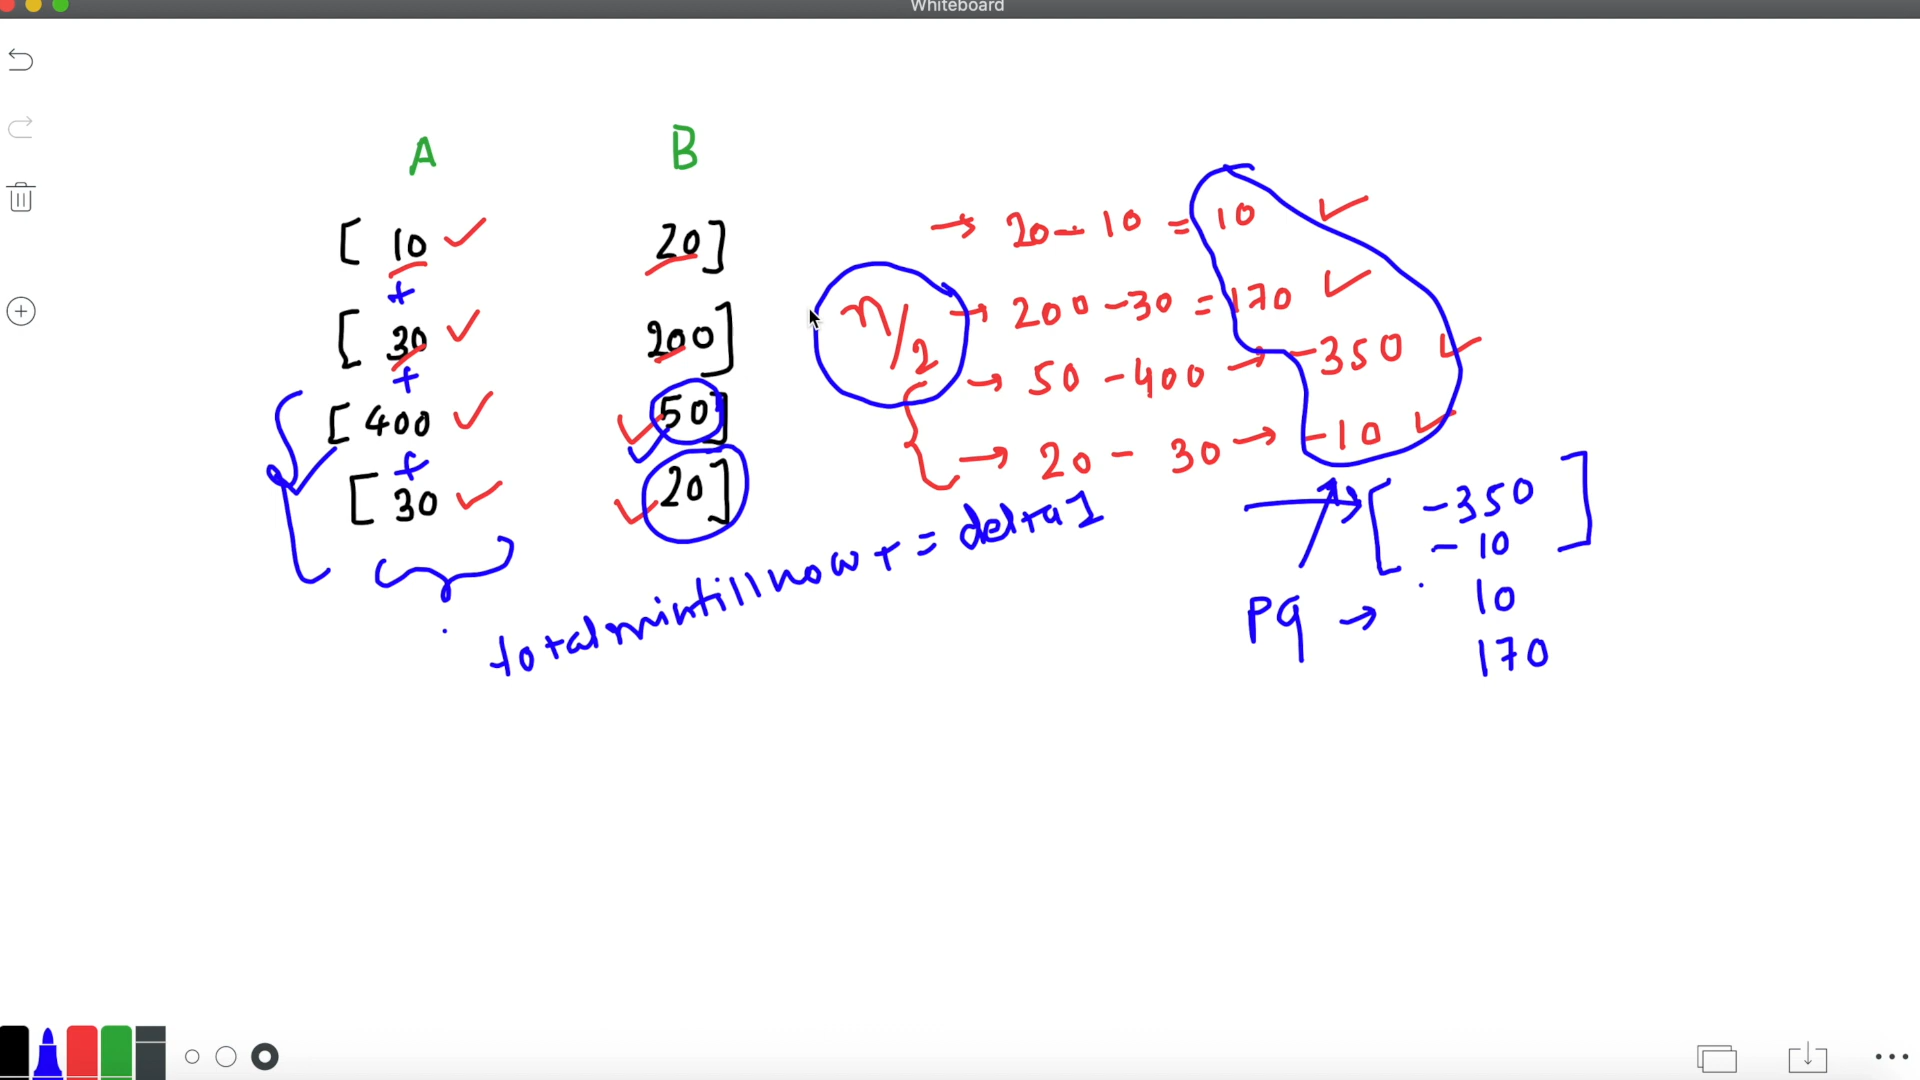 Whiteboard
A B
[ 10 20] → 20 - 10 = 10
+
[ 30 200] n/2 → 200 - 30 = 170
+
[ 400 50] → 50 - 400 → -350
+
[ 30 20] → 20 - 30 → -10
totalmintillnow += delta1
→ [ -350 ]
-10
PQ → 10
170